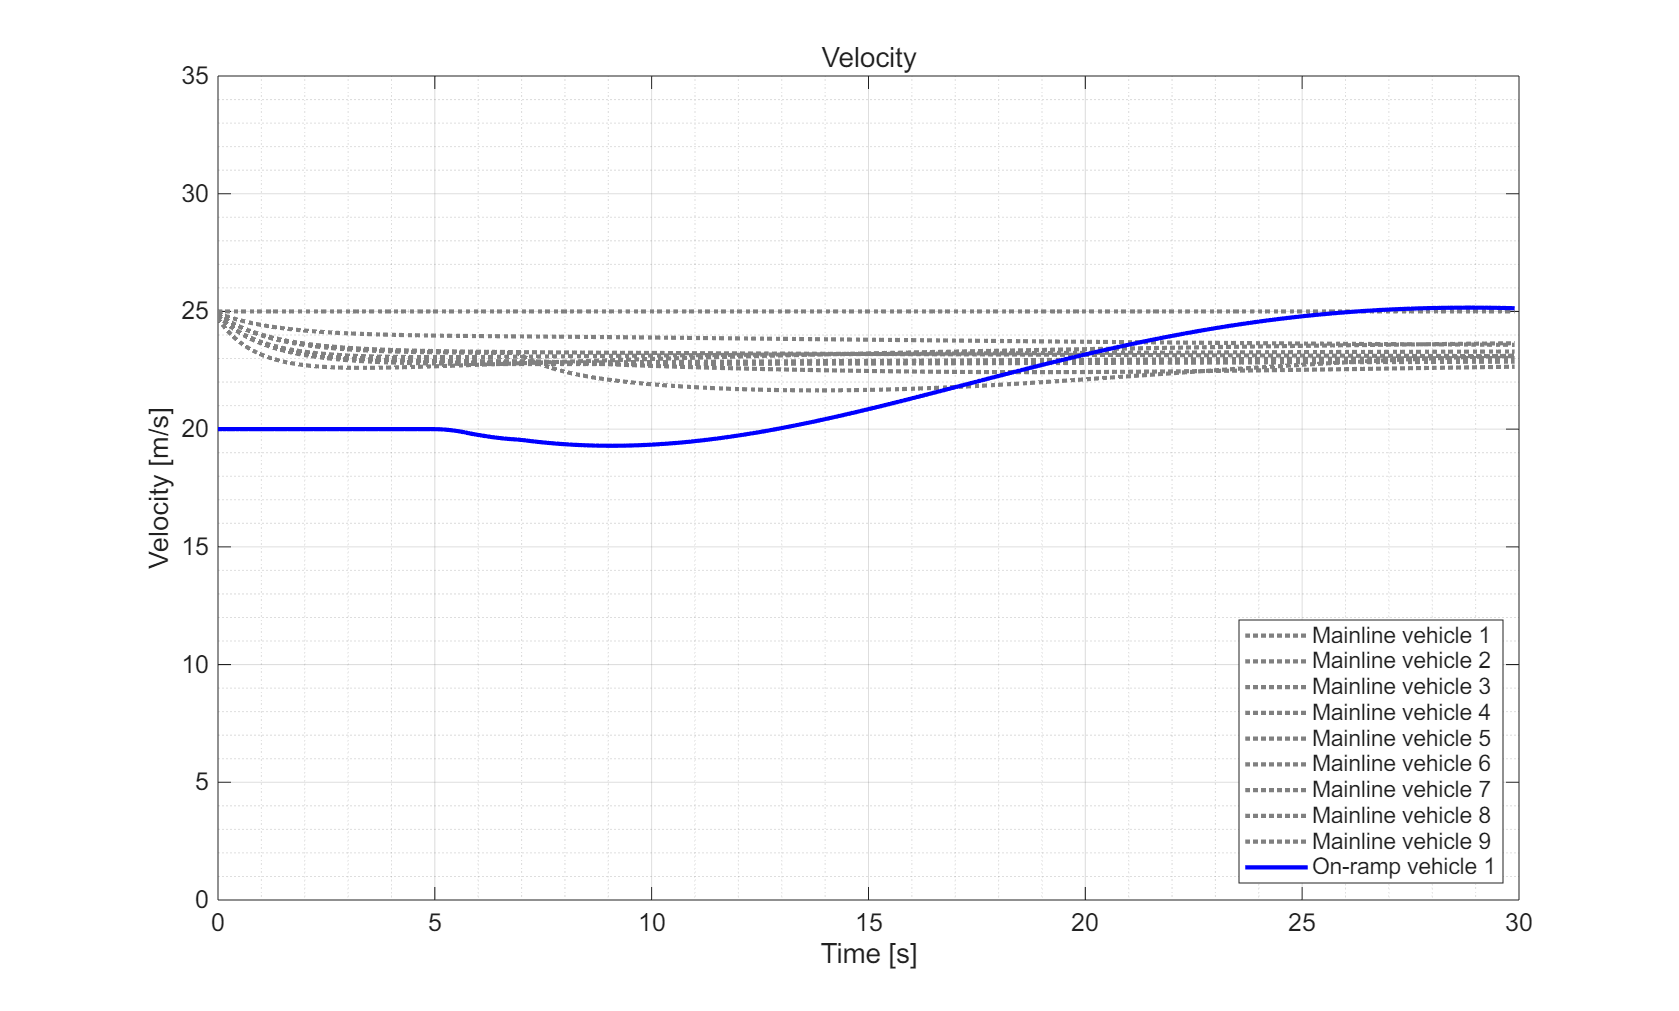 Velocity
35
30
25
20
15
10
5
0
Velocity [m/s]
0 5 10 15 20 25 30
Time [s]
Mainline vehicle 1
Mainline vehicle 2
Mainline vehicle 3
Mainline vehicle 4
Mainline vehicle 5
Mainline vehicle 6
Mainline vehicle 7
Mainline vehicle 8
Mainline vehicle 9
On-ramp vehicle 1